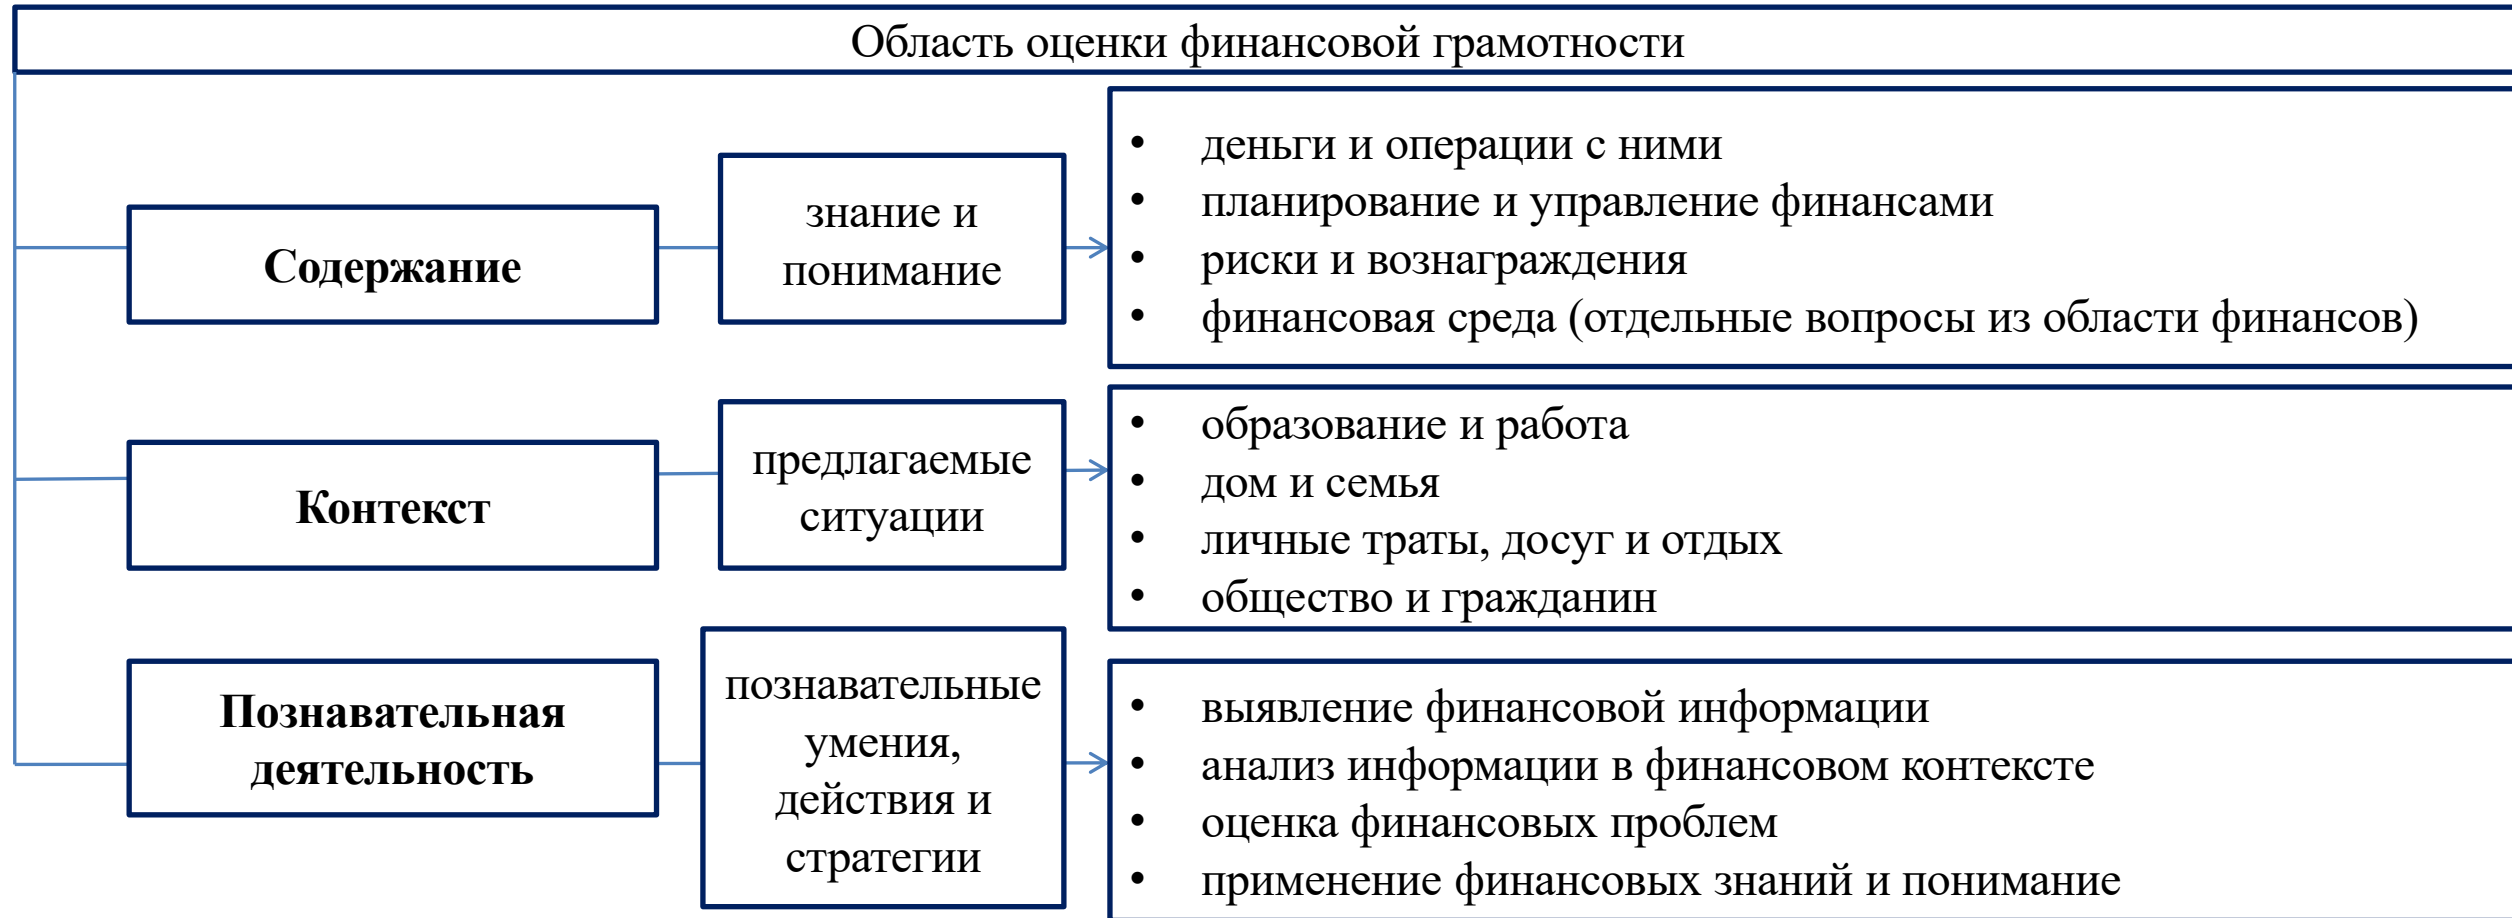 Область оценки финансовой грамотности
Содержание
знание и
понимание
• деньги и операции с ними
• планирование и управление финансами
• риски и вознаграждения
• финансовая среда (отдельные вопросы из области финансов)
Контекст
предлагаемые
ситуации
• образование и работа
• дом и семья
• личные траты, досуг и отдых
• общество и гражданин
Познавательная
деятельность
познавательные
умения,
действия и
стратегии
• выявление финансовой информации
• анализ информации в финансовом контексте
• оценка финансовых проблем
• применение финансовых знаний и понимание